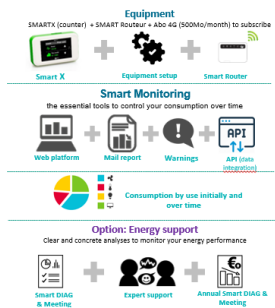 Equipment
SMARTX (counter) + SMART Routeur + Abo 4G (500Mo/month) to subscribe
Smart X
Equipment setup
Smart Router
Smart Monitoring
the essential tools to control your consumption over time
API
Web platform
Mail report
Warnings
API (data
integration)
Consumption by use initially and
over time
Option: Energy support
Clear and concrete analyses to monitor your energy performance
Smart DIAG
& Meeting
Expert support
Annual Smart DIAG &
Meeting